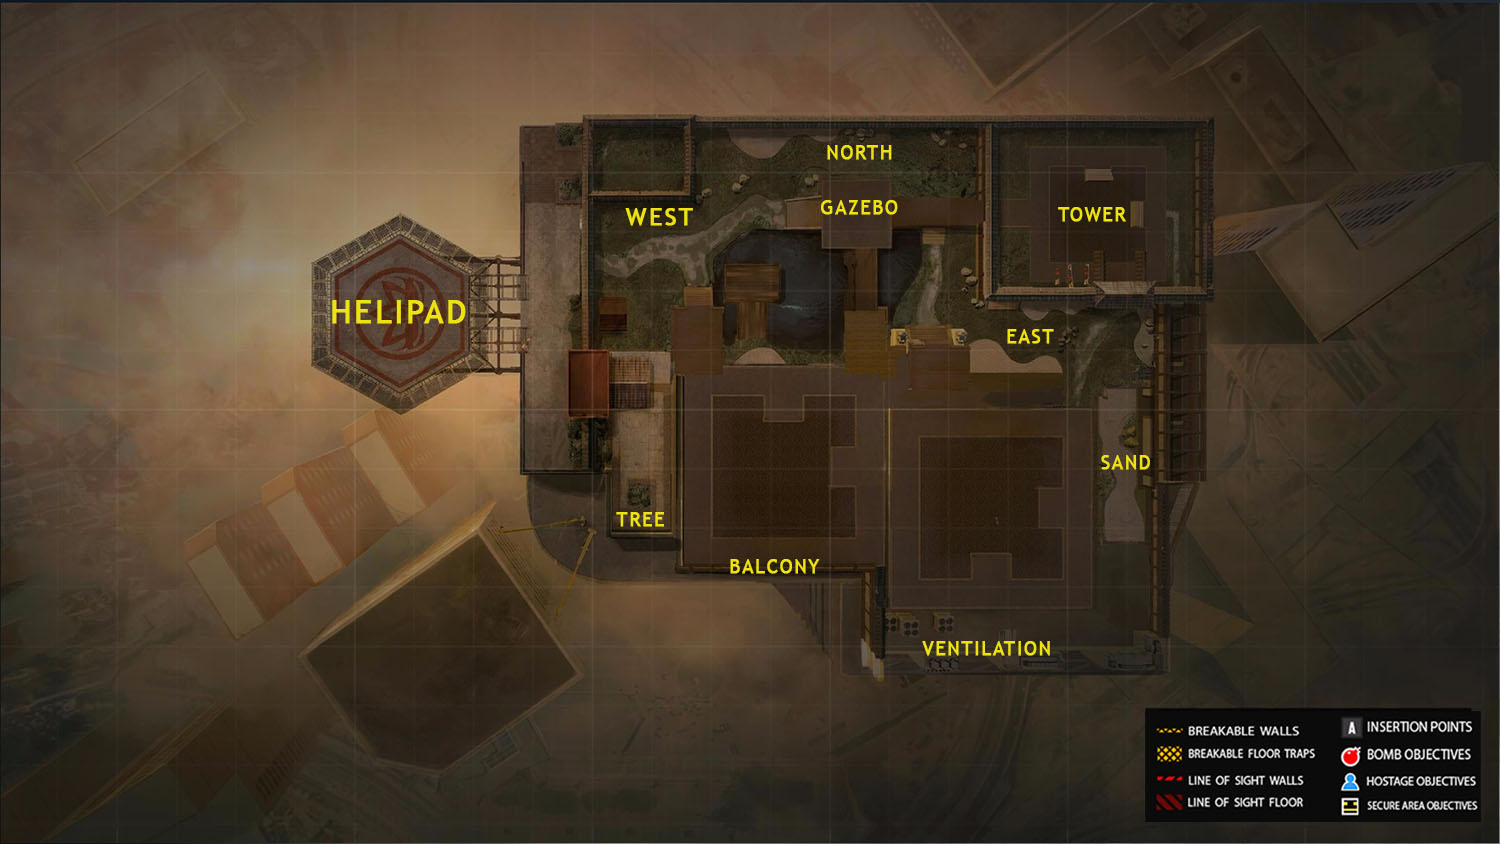 NORTH
GAZEBO
WEST
TOWER
HELIPAD
EAST
SAND
TREE
BALCONY
VENTILATION
BREAKABLE WALLS
BREAKABLE FLOOR TRAPS
LINE OF SIGHT WALLS
LINE OF SIGHT FLOOR
A INSERTION POINTS
BOMB OBJECTIVES
HOSTAGE OBJECTIVES
SECURE AREA OBJECTIVES